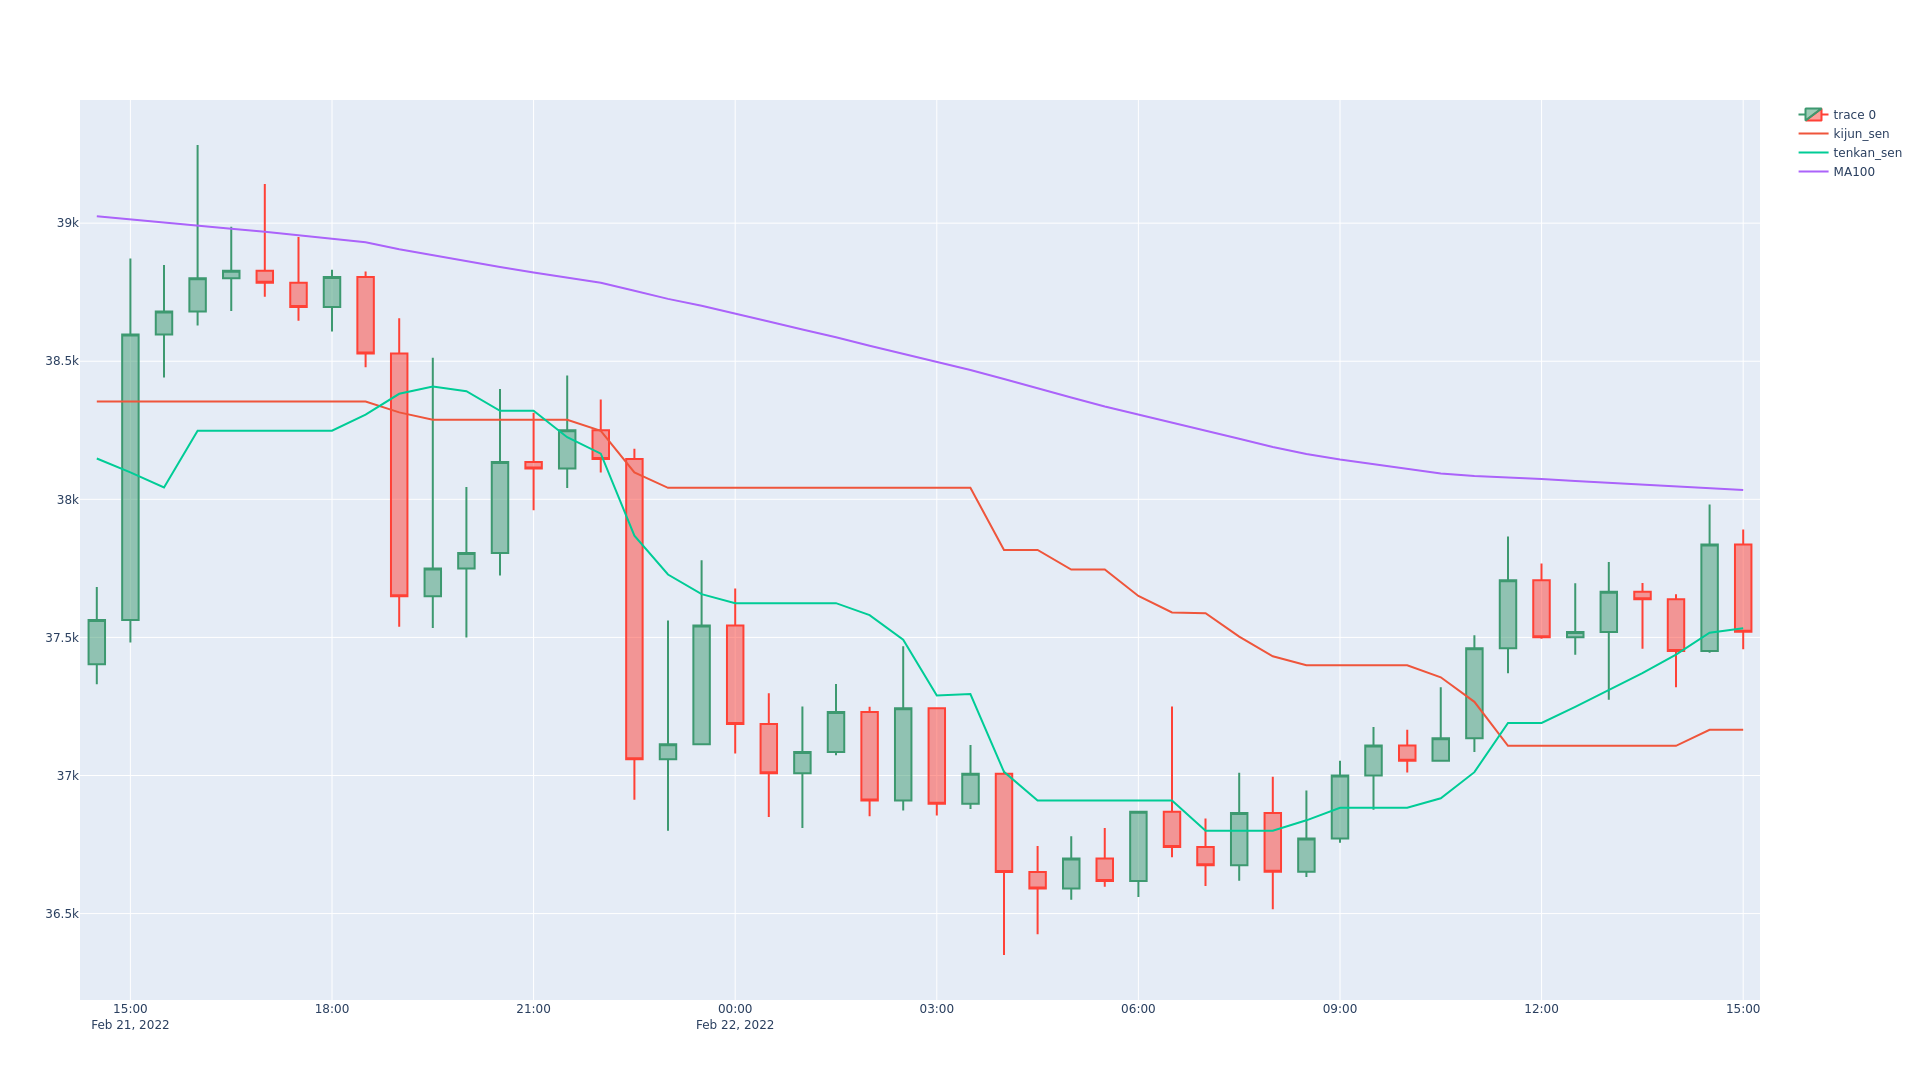 trace 0
kijun_sen
tenkan_sen
MA100
39k
38.5k
38k
37.5k
37k
36.5k
15:00 18:00 21:00 00:00 03:00 06:00 09:00 12:00 15:00
Feb 21, 2022 Feb 22, 2022